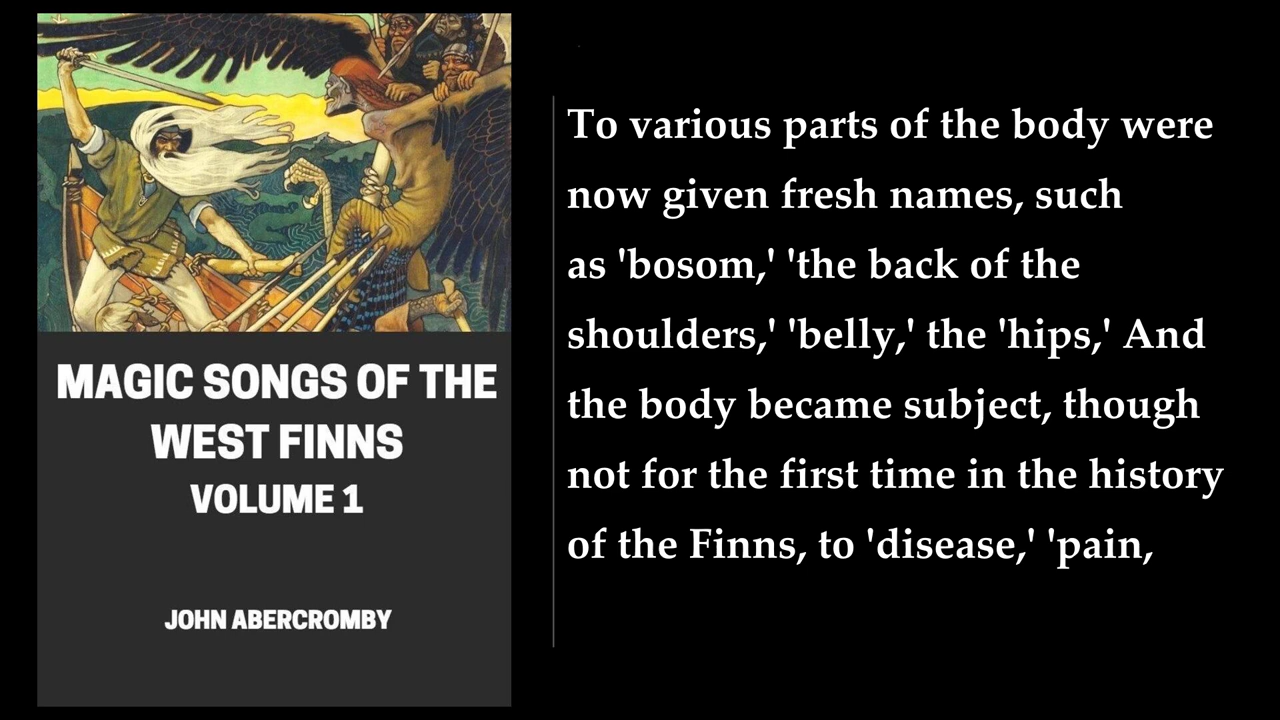 MAGIC SONGS OF THE
WEST FINNS
VOLUME 1
JOHN ABERCROMBY
To various parts of the body were
now given fresh names, such
as 'bosom,' 'the back of the
shoulders,' 'belly,' the 'hips,' And
the body became subject, though
not for the first time in the history
of the Finns, to 'disease,' 'pain,